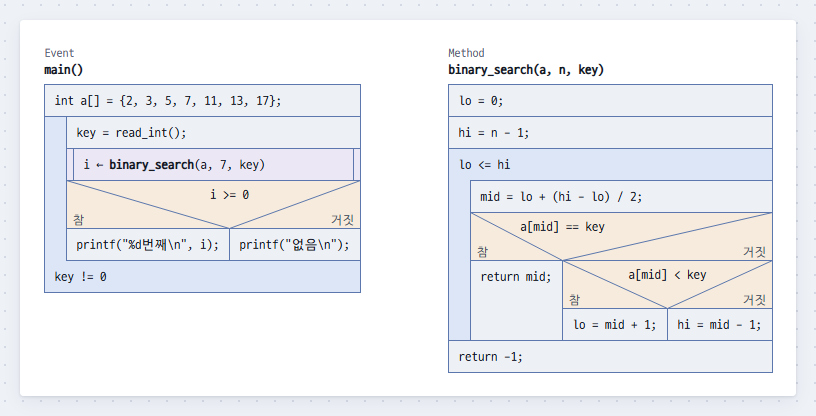 Event
main()
int a[] = {2, 3, 5, 7, 11, 13, 17};
key = read_int();
i ← binary_search(a, 7, key)
i >= 0
참
거짓
printf("%d번째\n", i);
printf("없음\n");
key != 0
Method
binary_search(a, n, key)
lo = 0;
hi = n - 1;
lo <= hi
mid = lo + (hi - lo) / 2;
a[mid] == key
참
거짓
return mid;
a[mid] < key
참
거짓
lo = mid + 1;
hi = mid - 1;
return -1;